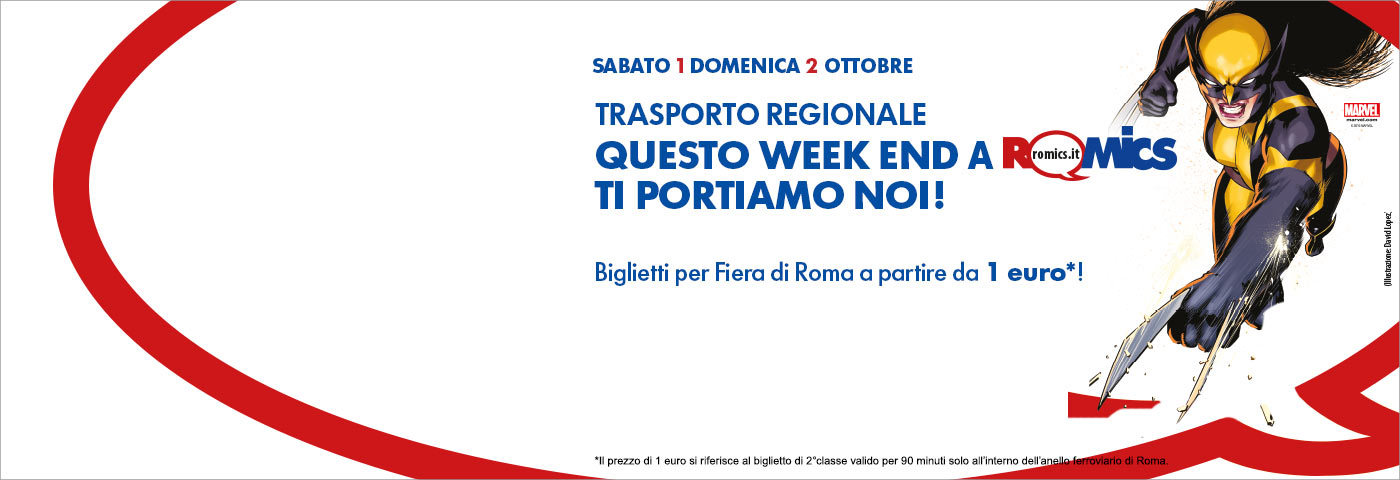 SABATO 1 DOMENICA 2 OTTOBRE
TRASPORTO REGIONALE
QUESTO WEEK END A ROMICS
romics.it
TI PORTIAMO NOI!
Biglietti per Fiera di Roma a partire da 1 euro*!
*Il prezzo di 1 euro si riferisce al biglietto di 2°classe valido per 90 minuti solo all'interno dell'anello ferroviario di Roma.
MARVEL
marvel.com
(Illustrazione: David Lopez)